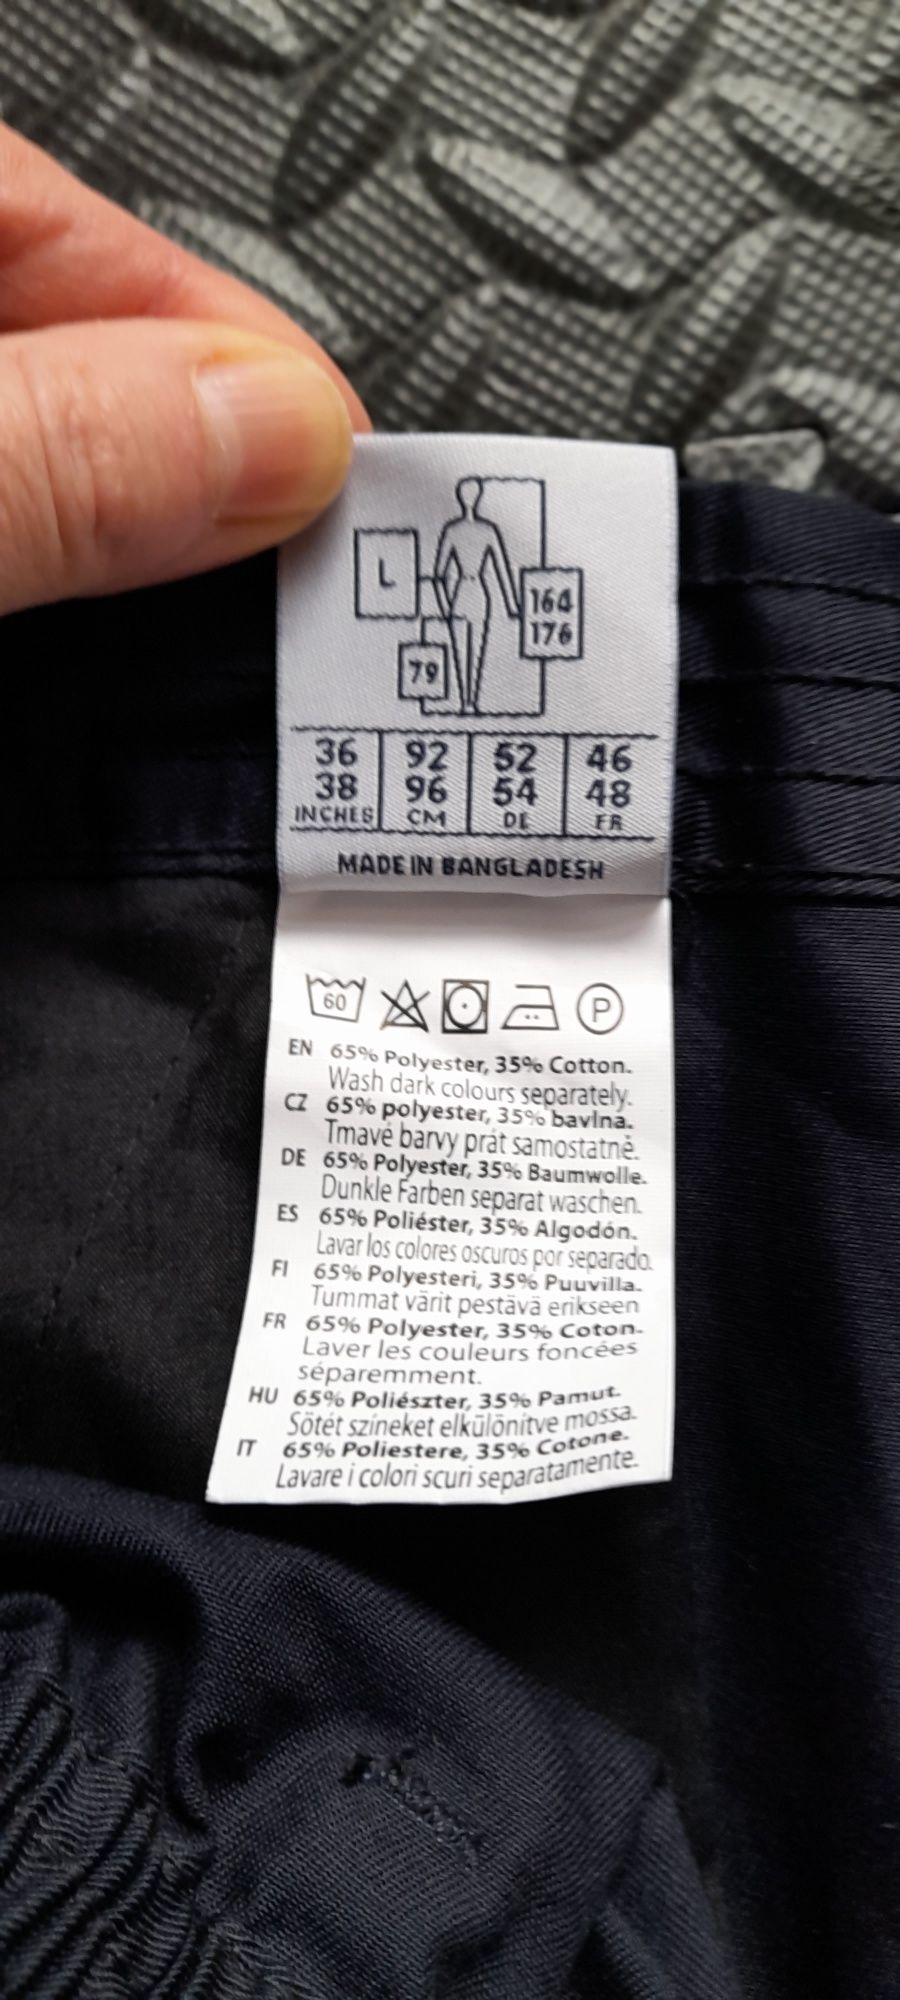 L
164
176
79
36 92 52 46
38 96 54 48
INCHES CM DE FR
MADE IN BANGLADESH
60 P
EN 65% Polyester, 35% Cotton.
Wash dark colours separately.
CZ 65% polyester, 35% bavlna.
Tmavé barvy prát samostatně.
DE 65% Polyester, 35% Baumwolle.
Dunkle Farben separat waschen.
ES 65% Poliéster, 35% Algodón.
Lavar los colores oscuros por separado.
FI 65% Polyesteri, 35% Puuvilla.
Tummat värit pestävä erikseen
FR 65% Polyester, 35% Coton.
Laver les couleurs foncées
séparemment.
HU 65% Poliészter, 35% Pamut.
Sötét színeket elkülönítve mossa.
IT 65% Poliestere, 35% Cotone.
Lavare i colori scuri separatamente.